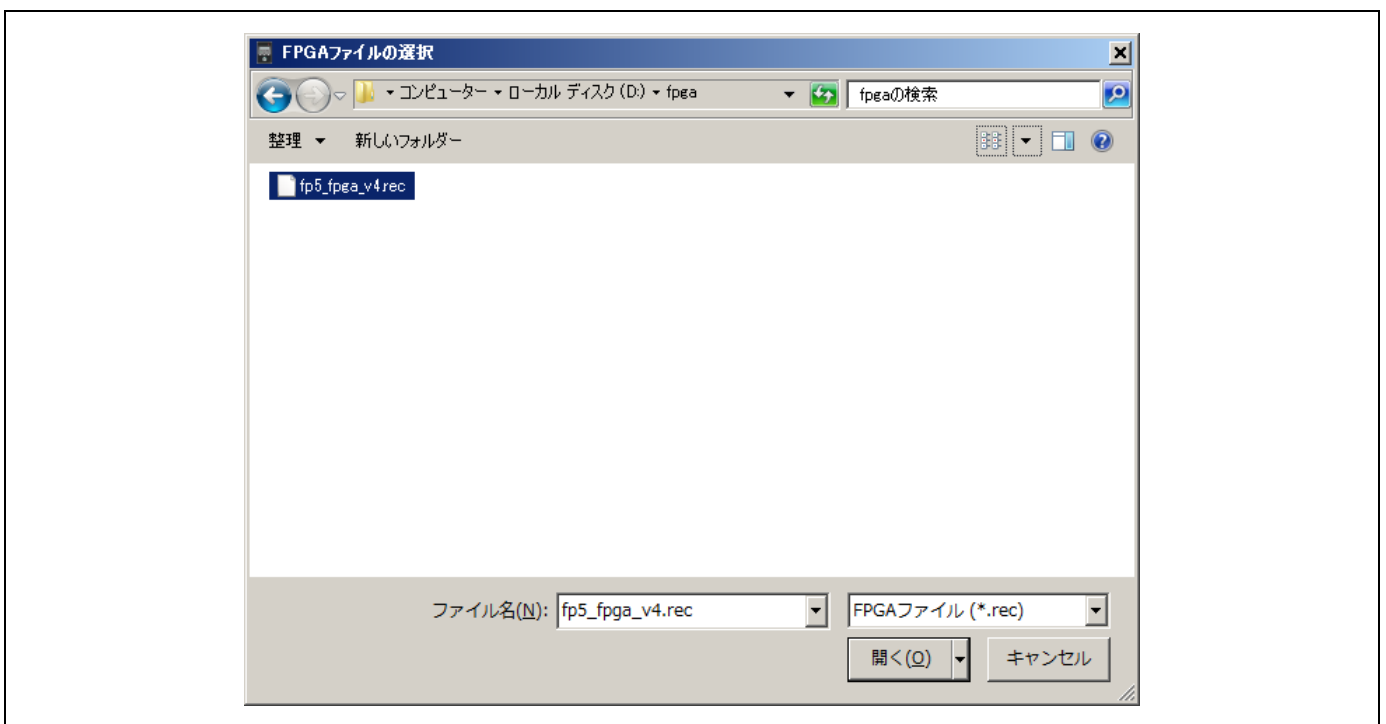 FPGAファイルの選択
コンピューター ローカル ディスク (D:) fpga fpgaの検索
整理 新しいフォルダー
fp5_fpga_v4.rec
ファイル名(N): fp5_fpga_v4.rec FPGAファイル (*.rec)
開く(O) キャンセル